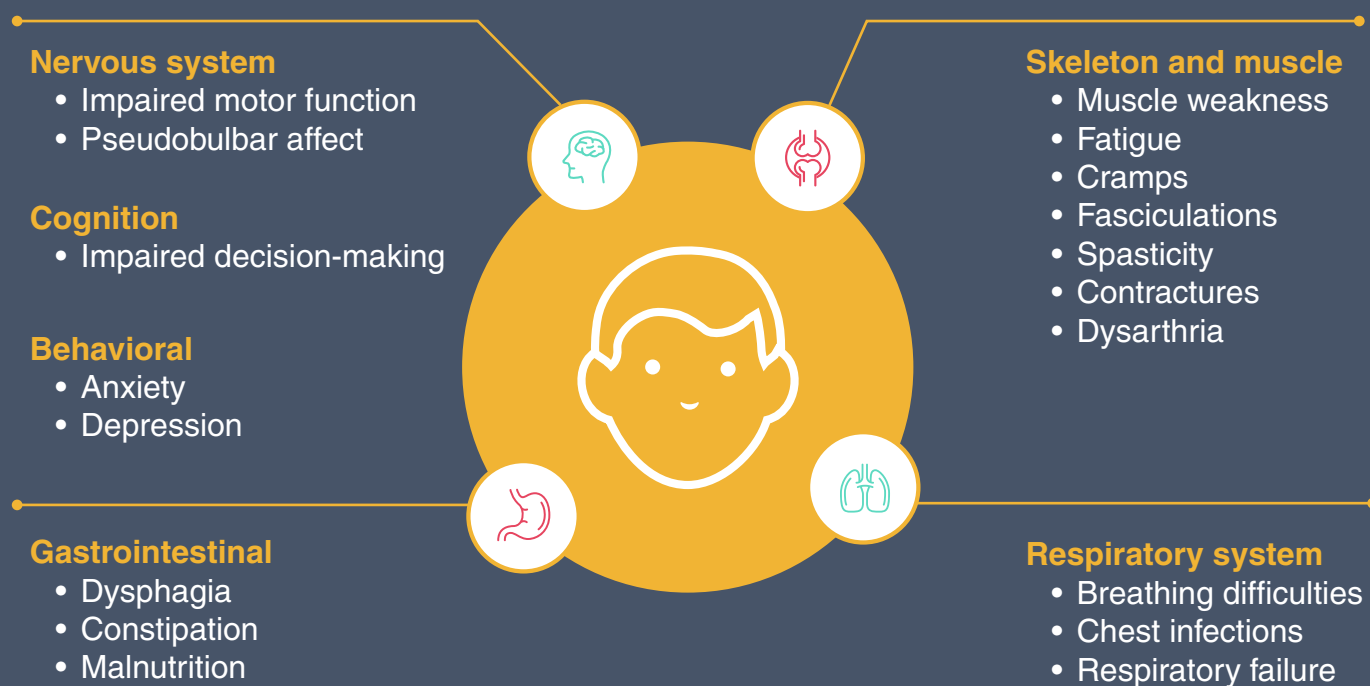 Nervous system
• Impaired motor function
• Pseudobulbar affect
Cognition
• Impaired decision-making
Behavioral
• Anxiety
• Depression
Gastrointestinal
• Dysphagia
• Constipation
• Malnutrition
Skeleton and muscle
• Muscle weakness
• Fatigue
• Cramps
• Fasciculations
• Spasticity
• Contractures
• Dysarthria
Respiratory system
• Breathing difficulties
• Chest infections
• Respiratory failure